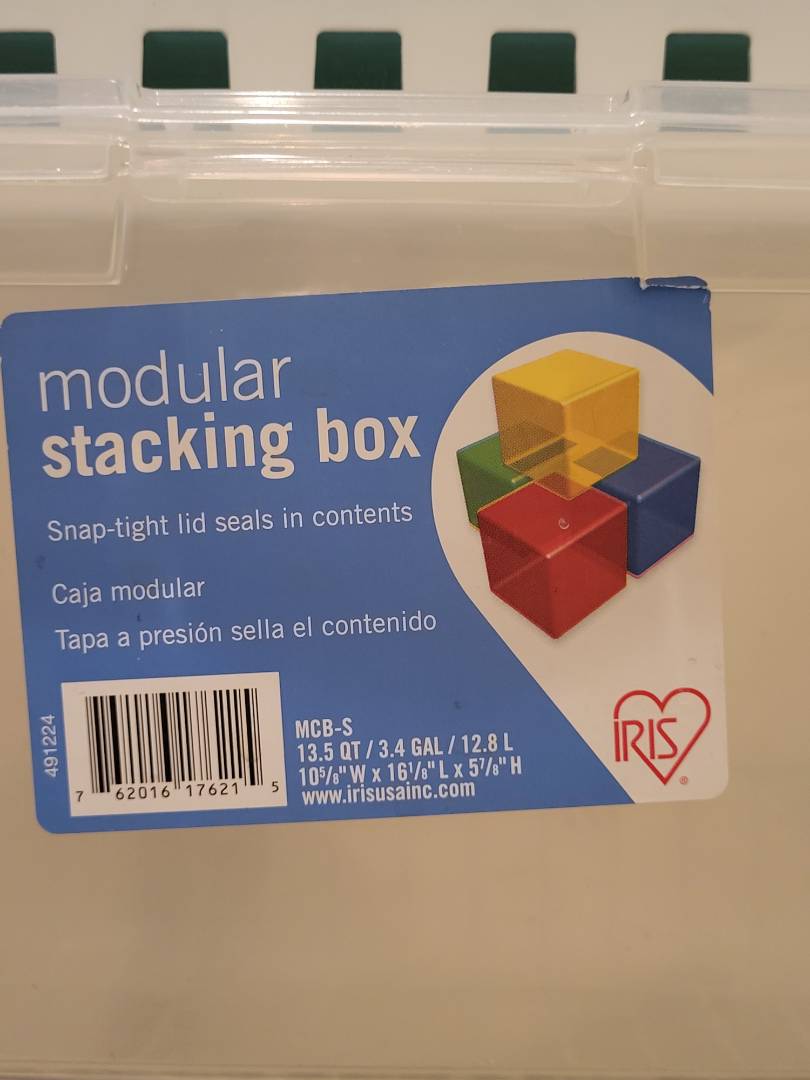 modular
stacking box
Snap-tight lid seals in contents
Caja modular
Tapa a presión sella el contenido
491224
7 62016 17621 5
MCB-S
13.5 QT / 3.4 GAL / 12.8 L
10⁵/₈" W x 16¹/₈" L x 5⁷/₈" H
www.irisusainc.com
IRIS®